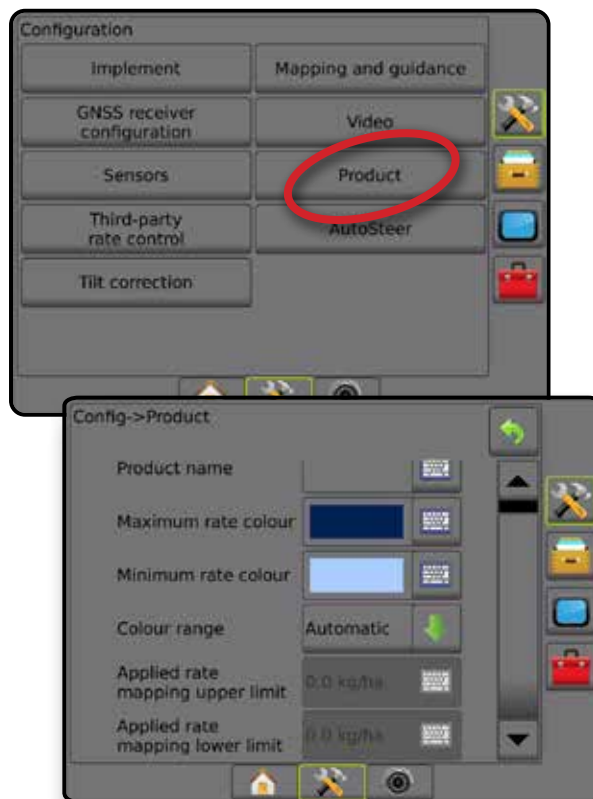 Configuration
Implement
Mapping and guidance
GNSS receiver
configuration
Video
Sensors
Product
Third-party
rate control
AutoSteer
Tilt correction
Config->Product
Product name
Maximum rate colour
Minimum rate colour
Colour range
Automatic
Applied rate
mapping upper limit
0.0 kg/ha
Applied rate
mapping lower limit
0.0 kg/ha